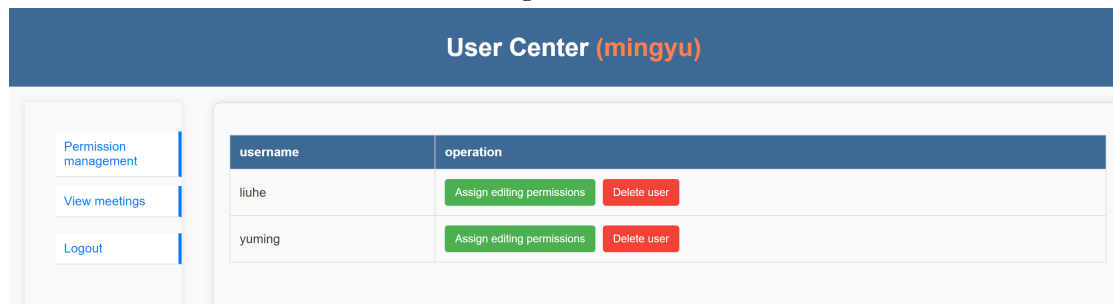 User Center (mingyu)
Permission
management
View meetings
Logout
username operation
liuhe Assign editing permissions Delete user
yuming Assign editing permissions Delete user